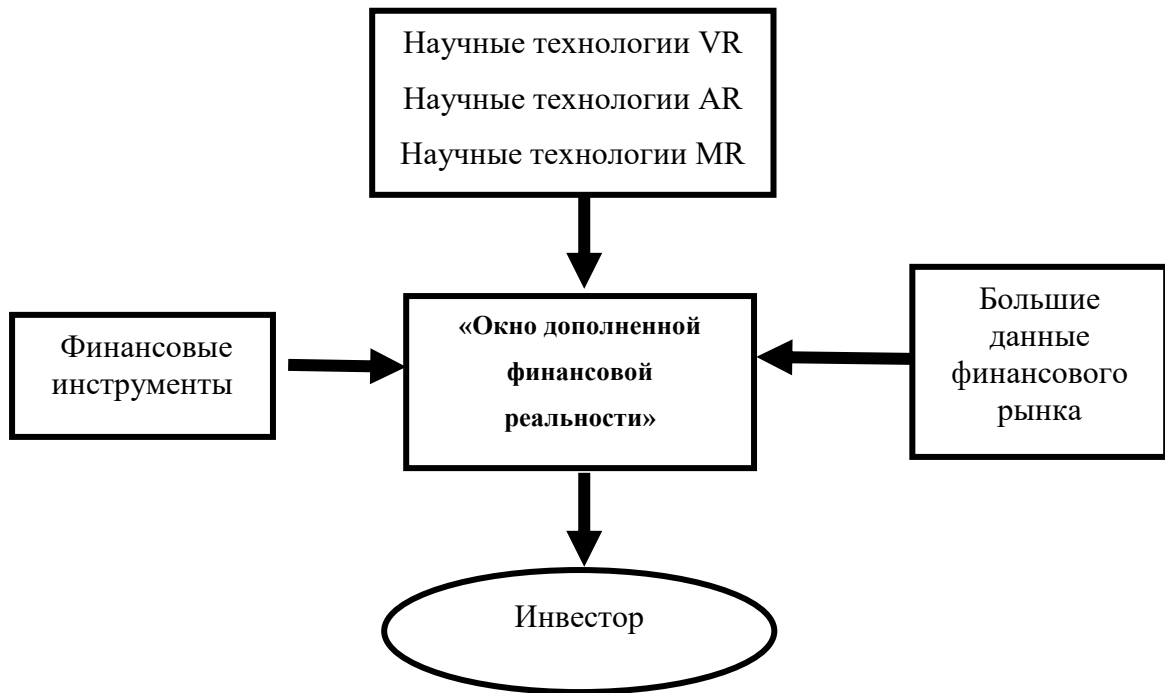 Научные технологии VR
Научные технологии AR
Научные технологии MR
Финансовые
инструменты
«Окно дополненной
финансовой
реальности»
Большие
данные
финансового
рынка
Инвестор